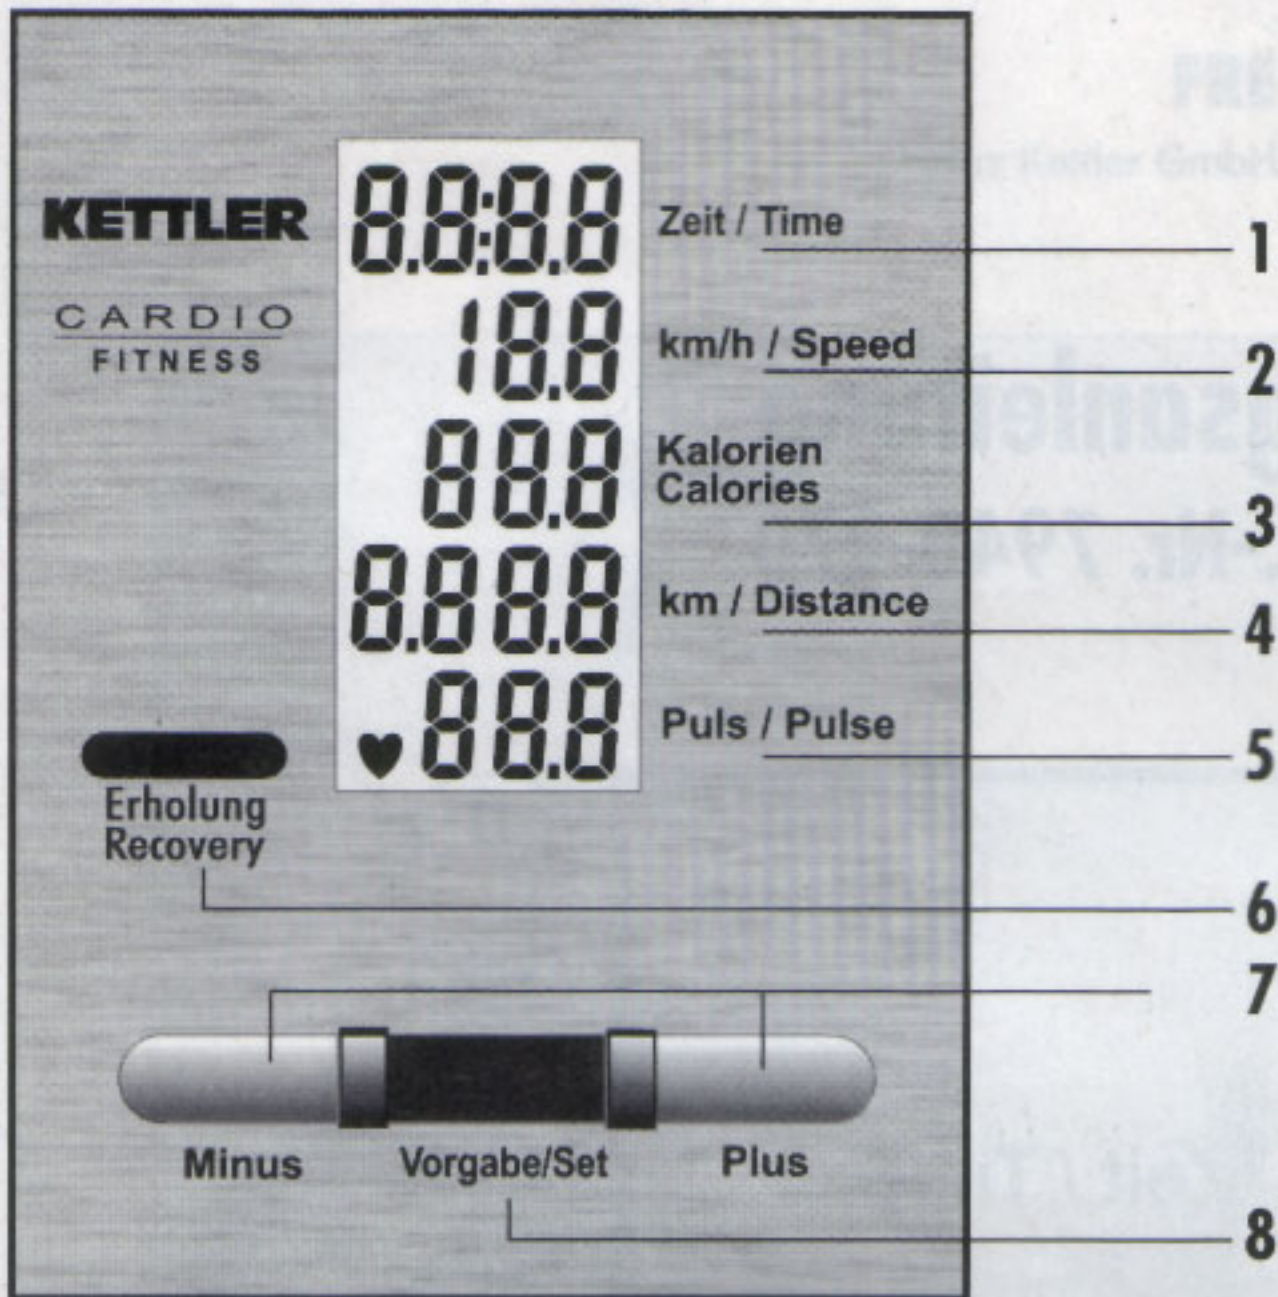 KETTLER
CARDIO
FITNESS
8.8:8.8
18.8
88.8
8.88.8
88.8
Zeit / Time
km/h / Speed
Kalorien
Calories
km / Distance
Puls / Pulse
Erholung
Recovery
Minus
Vorgabe/Set
Plus
1
2
3
4
5
6
7
8